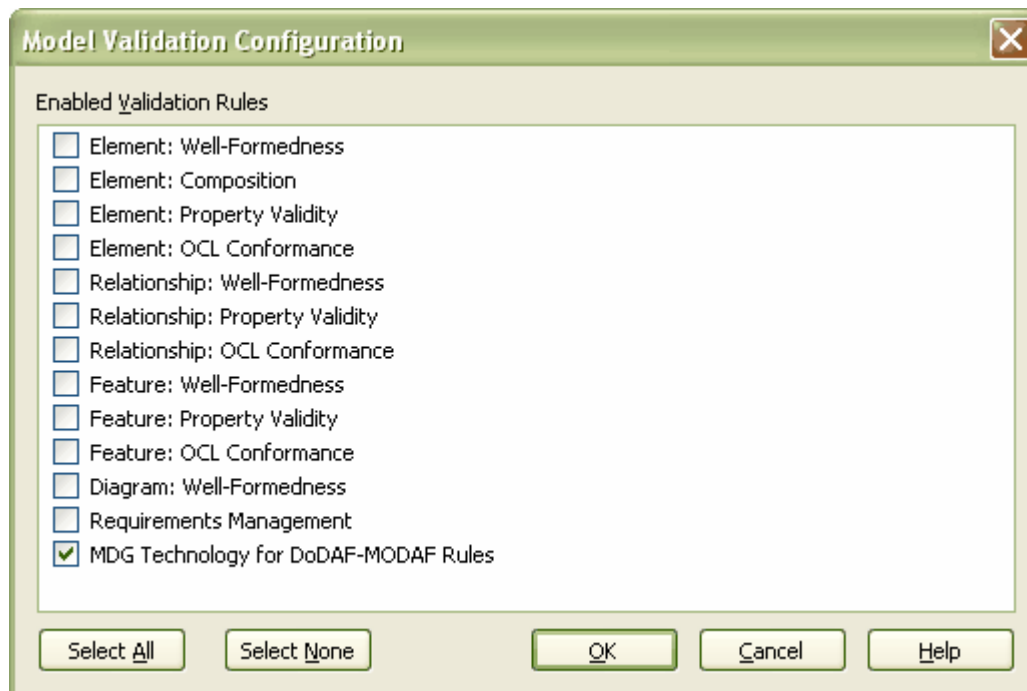 Model Validation Configuration
Enabled Validation Rules
Element: Well-Formedness
Element: Composition
Element: Property Validity
Element: OCL Conformance
Relationship: Well-Formedness
Relationship: Property Validity
Relationship: OCL Conformance
Feature: Well-Formedness
Feature: Property Validity
Feature: OCL Conformance
Diagram: Well-Formedness
Requirements Management
MDG Technology for DoDAF-MODAF Rules
Select All Select None OK Cancel Help